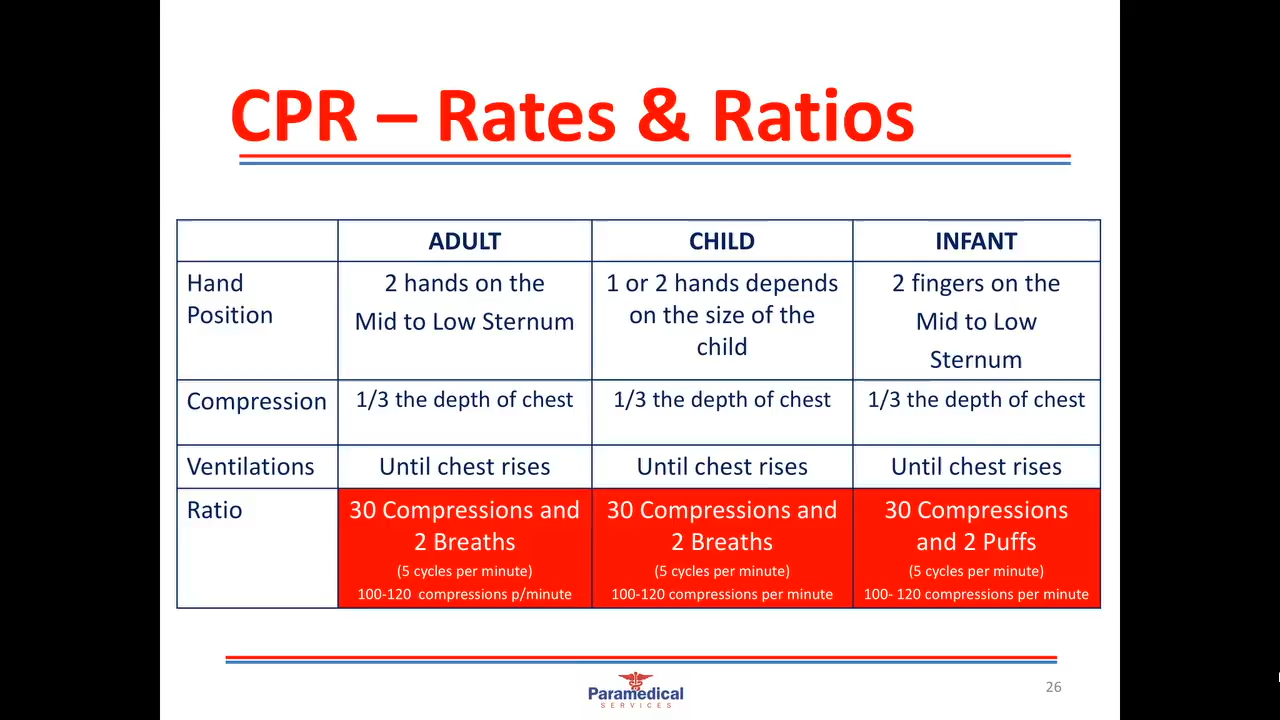 CPR – Rates & Ratios
ADULT
CHILD
INFANT
Hand
Position
2 hands on the
Mid to Low Sternum
1 or 2 hands depends
on the size of the
child
2 fingers on the
Mid to Low
Sternum
Compression
1/3 the depth of chest
1/3 the depth of chest
1/3 the depth of chest
Ventilations
Until chest rises
Until chest rises
Until chest rises
Ratio
30 Compressions and
2 Breaths
(5 cycles per minute)
100-120 compressions p/minute
30 Compressions and
2 Breaths
(5 cycles per minute)
100-120 compressions per minute
30 Compressions
and 2 Puffs
(5 cycles per minute)
100- 120 compressions per minute
Paramedical
SERVICES
26